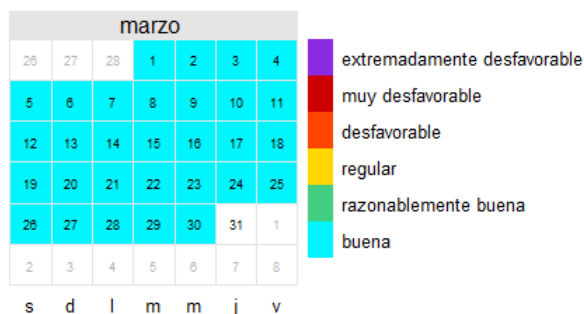 marzo
26 27 28 1 2 3 4
5 6 7 8 9 10 11
12 13 14 15 16 17 18
19 20 21 22 23 24 25
26 27 28 29 30 31 1
2 3 4 5 6 7 8
s d l m m j v
extremadamente desfavorable
muy desfavorable
desfavorable
regular
razonablemente buena
buena